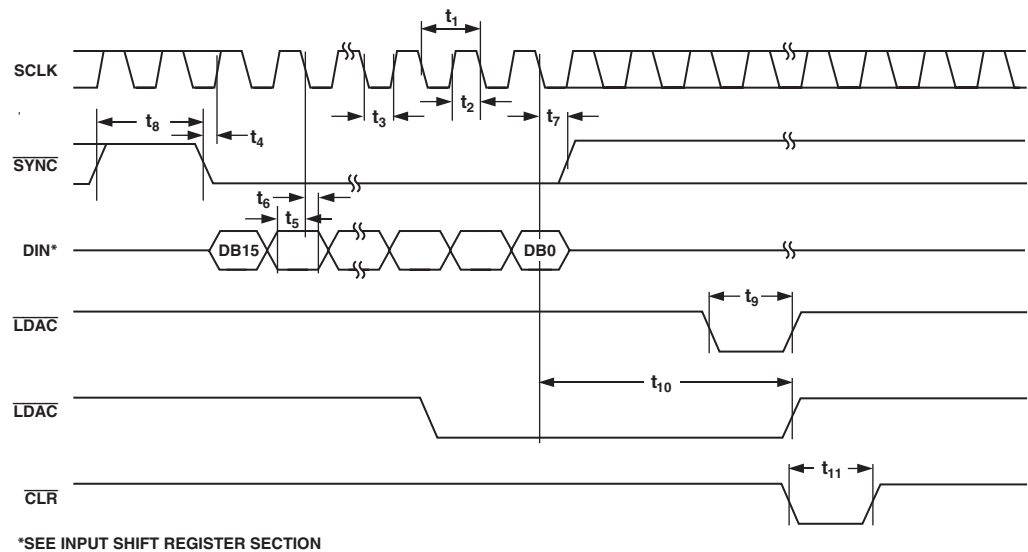 t1
SCLK
t3
t2
t8
t4
t7
SYNC
t6
t5
DIN*
DB15
DB0
t9
LDAC
t10
LDAC
t11
CLR
*SEE INPUT SHIFT REGISTER SECTION